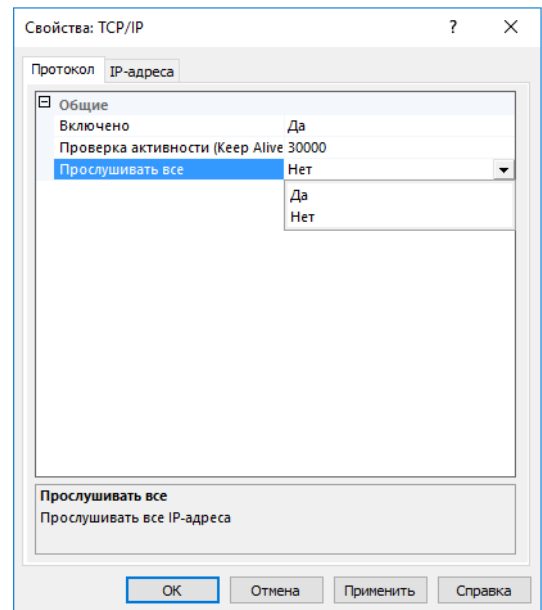 Свойства: TCP/IP ?
Протокол IP-адреса
Общие
Включено Да
Проверка активности (Keep Alive 30000
Прослушивать все Нет
Да
Нет
Прослушивать все
Прослушивать все IP-адреса
ОК Отмена Применить Справка